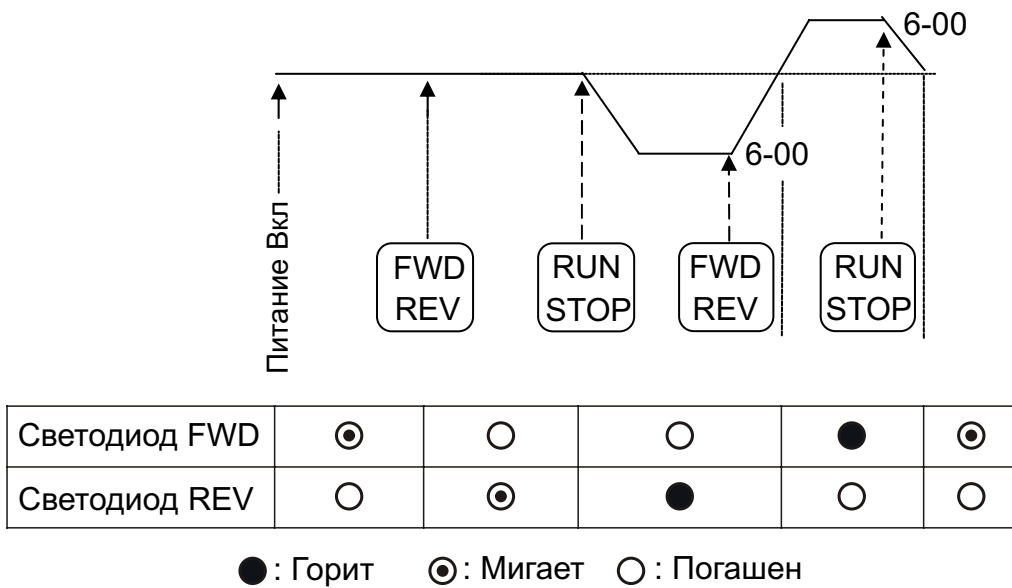 6-00
6-00
Питание Вкл
FWD
REV
RUN
STOP
FWD
REV
RUN
STOP
Светодиод FWD
Светодиод REV
: Горит : Мигает : Погашен